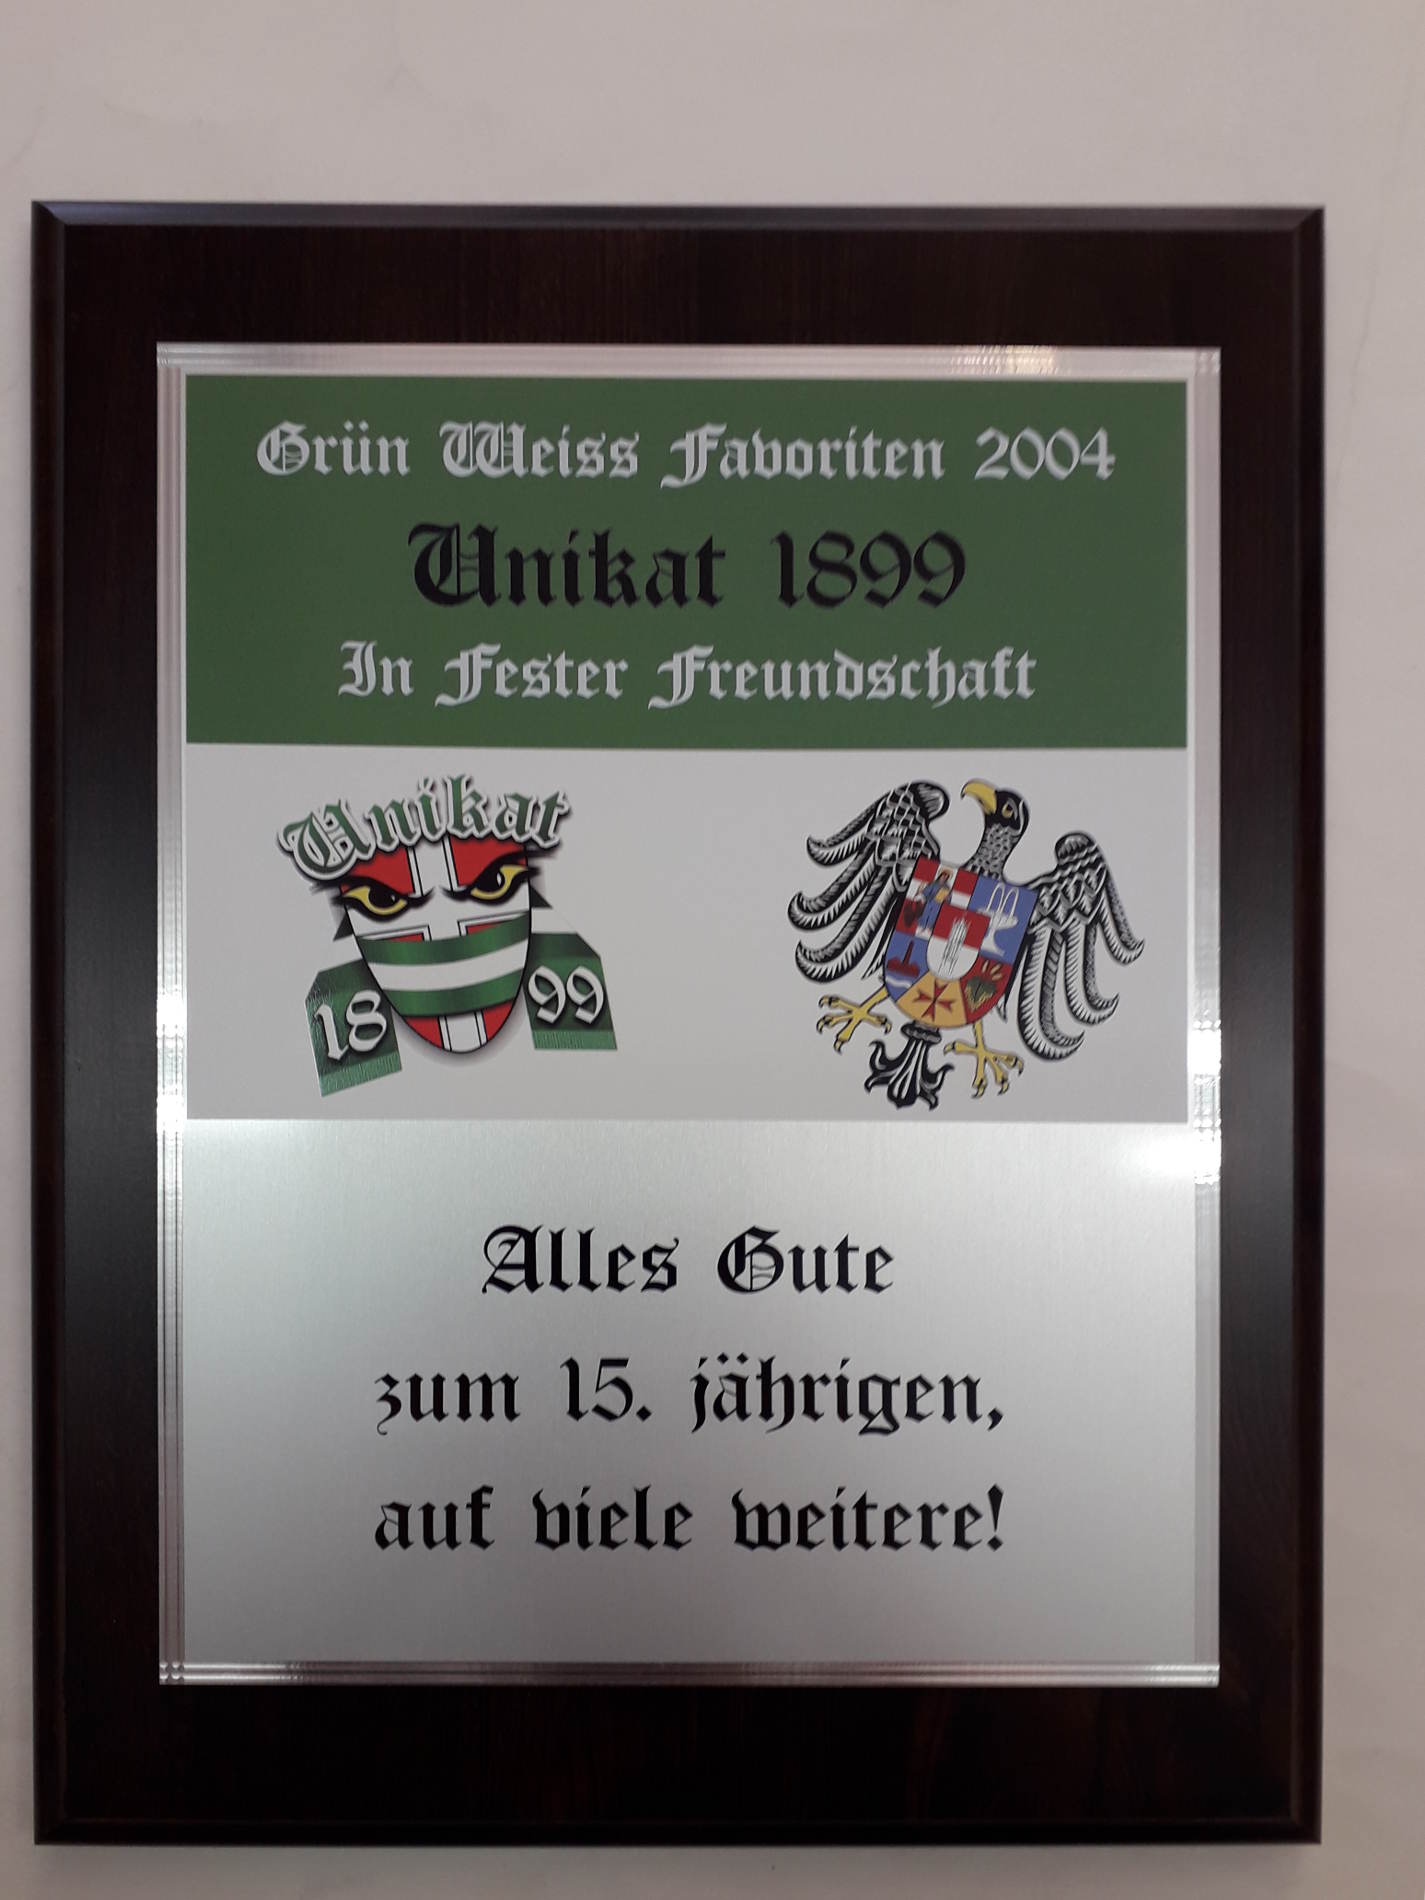 Grün Weiss Favoriten 2004
Unikat 1899
In Fester Freundschaft
Unikat
18 99
Alles Gute
zum 15. jährigen,
auf viele weitere!